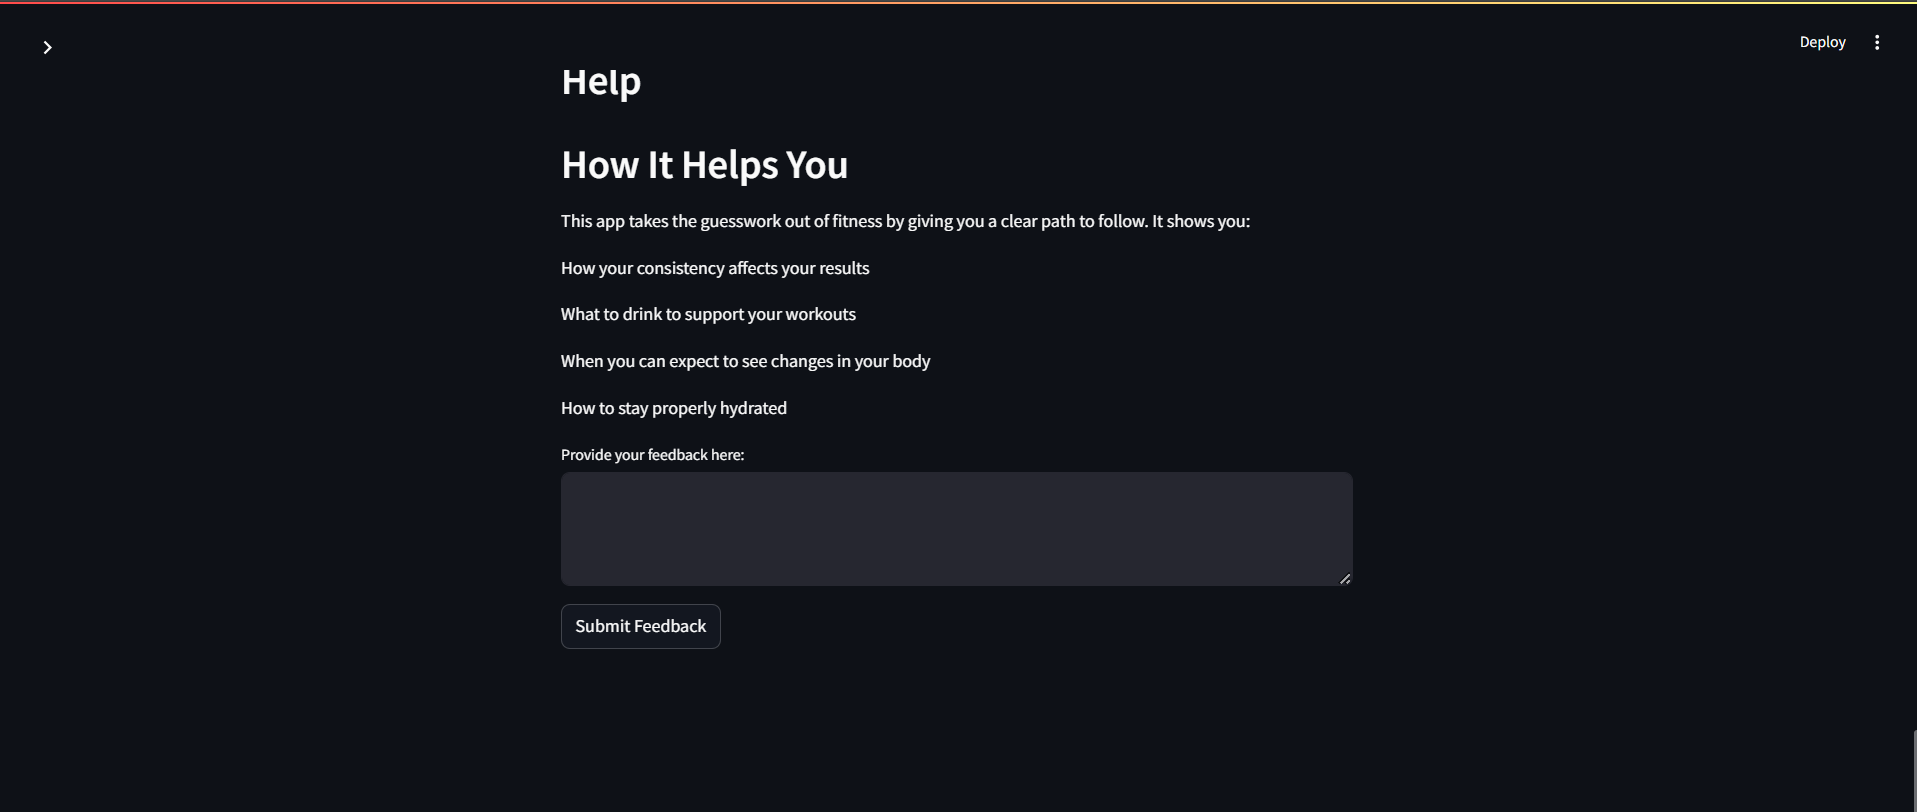 Deploy
Help
How It Helps You
This app takes the guesswork out of fitness by giving you a clear path to follow. It shows you:
How your consistency affects your results
What to drink to support your workouts
When you can expect to see changes in your body
How to stay properly hydrated
Provide your feedback here:
Submit Feedback